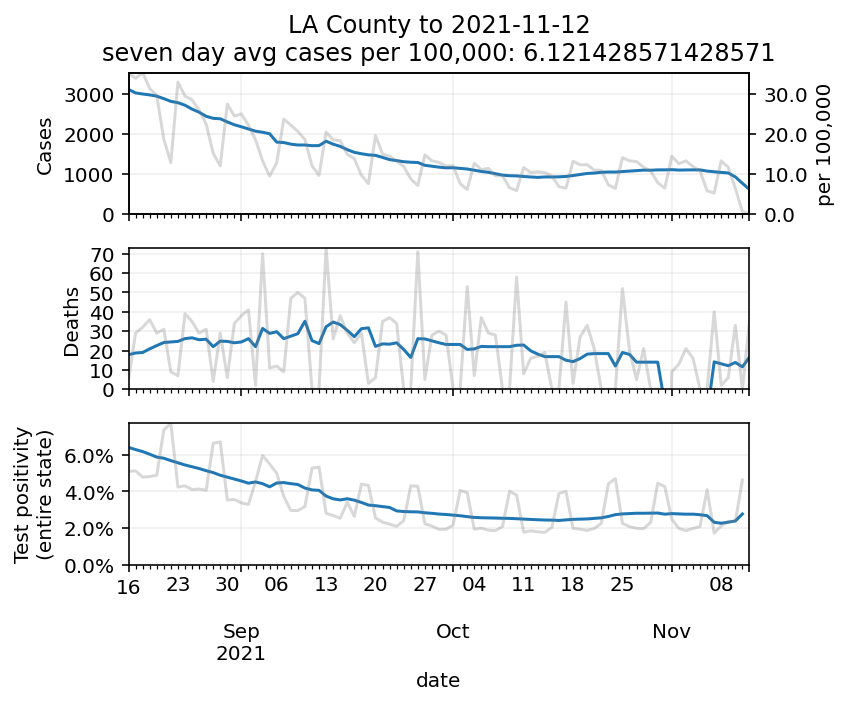 LA County to 2021-11-12
seven day avg cases per 100,000: 6.121428571428571
Cases
3000
2000
1000
0
30.0
20.0
10.0
0.0
per 100,000
Deaths
70
60
50
40
30
20
10
0
Test positivity
(entire state)
6.0%
4.0%
2.0%
0.0%
16 23 30 06 13 20 27 04 11 18 25 08
Sep Oct Nov
2021
date